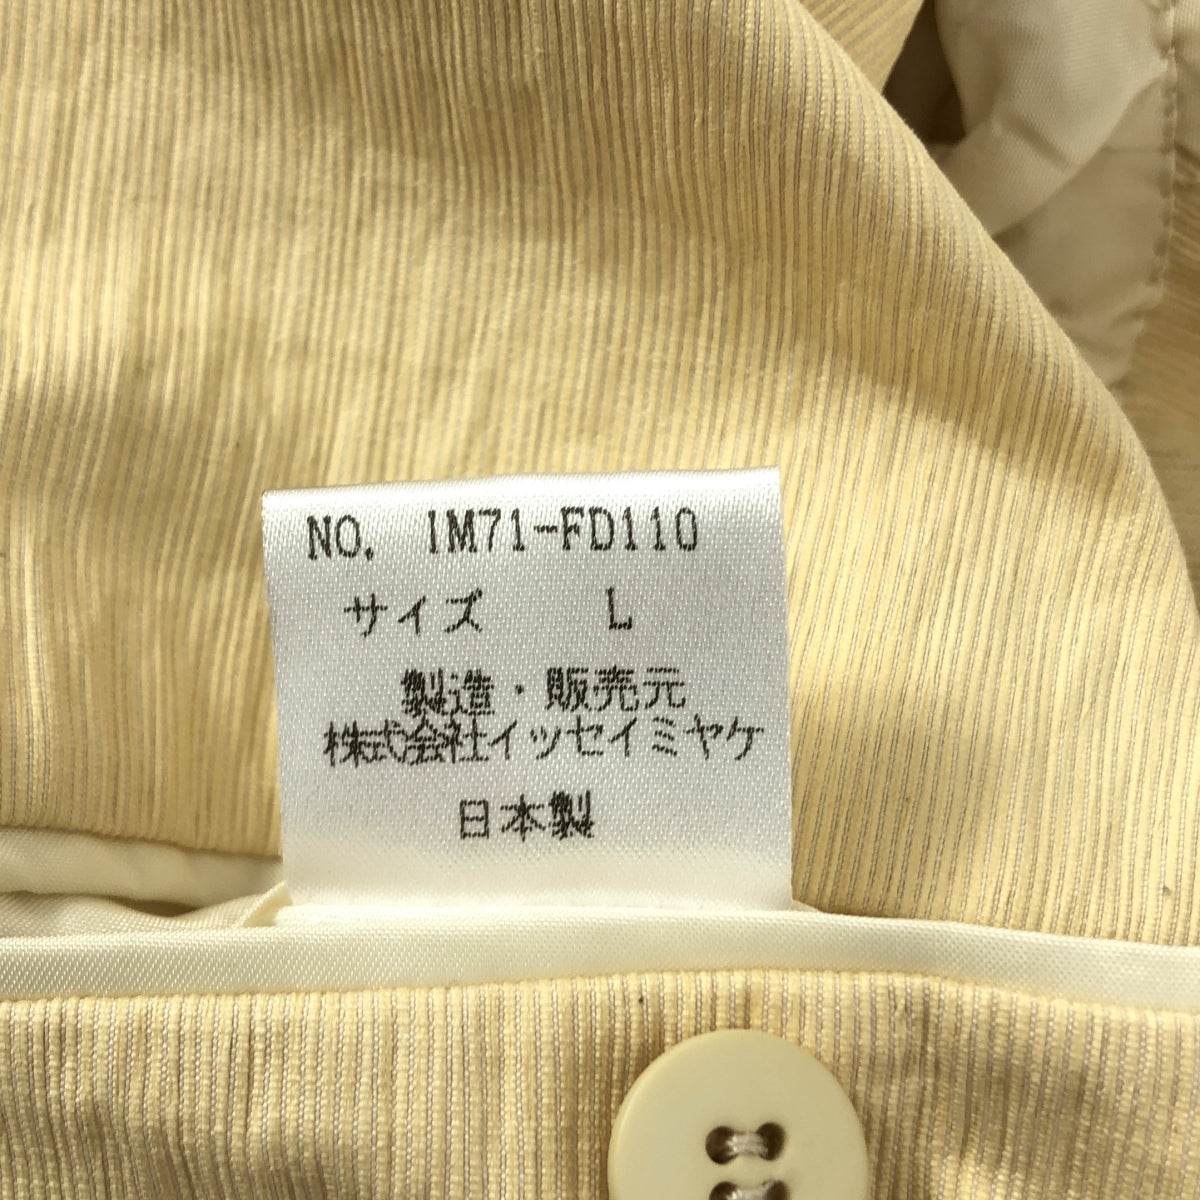 NO. IM71-FD110
サイズ L
製造・販売元
株式会社イッセイミヤケ
日本製